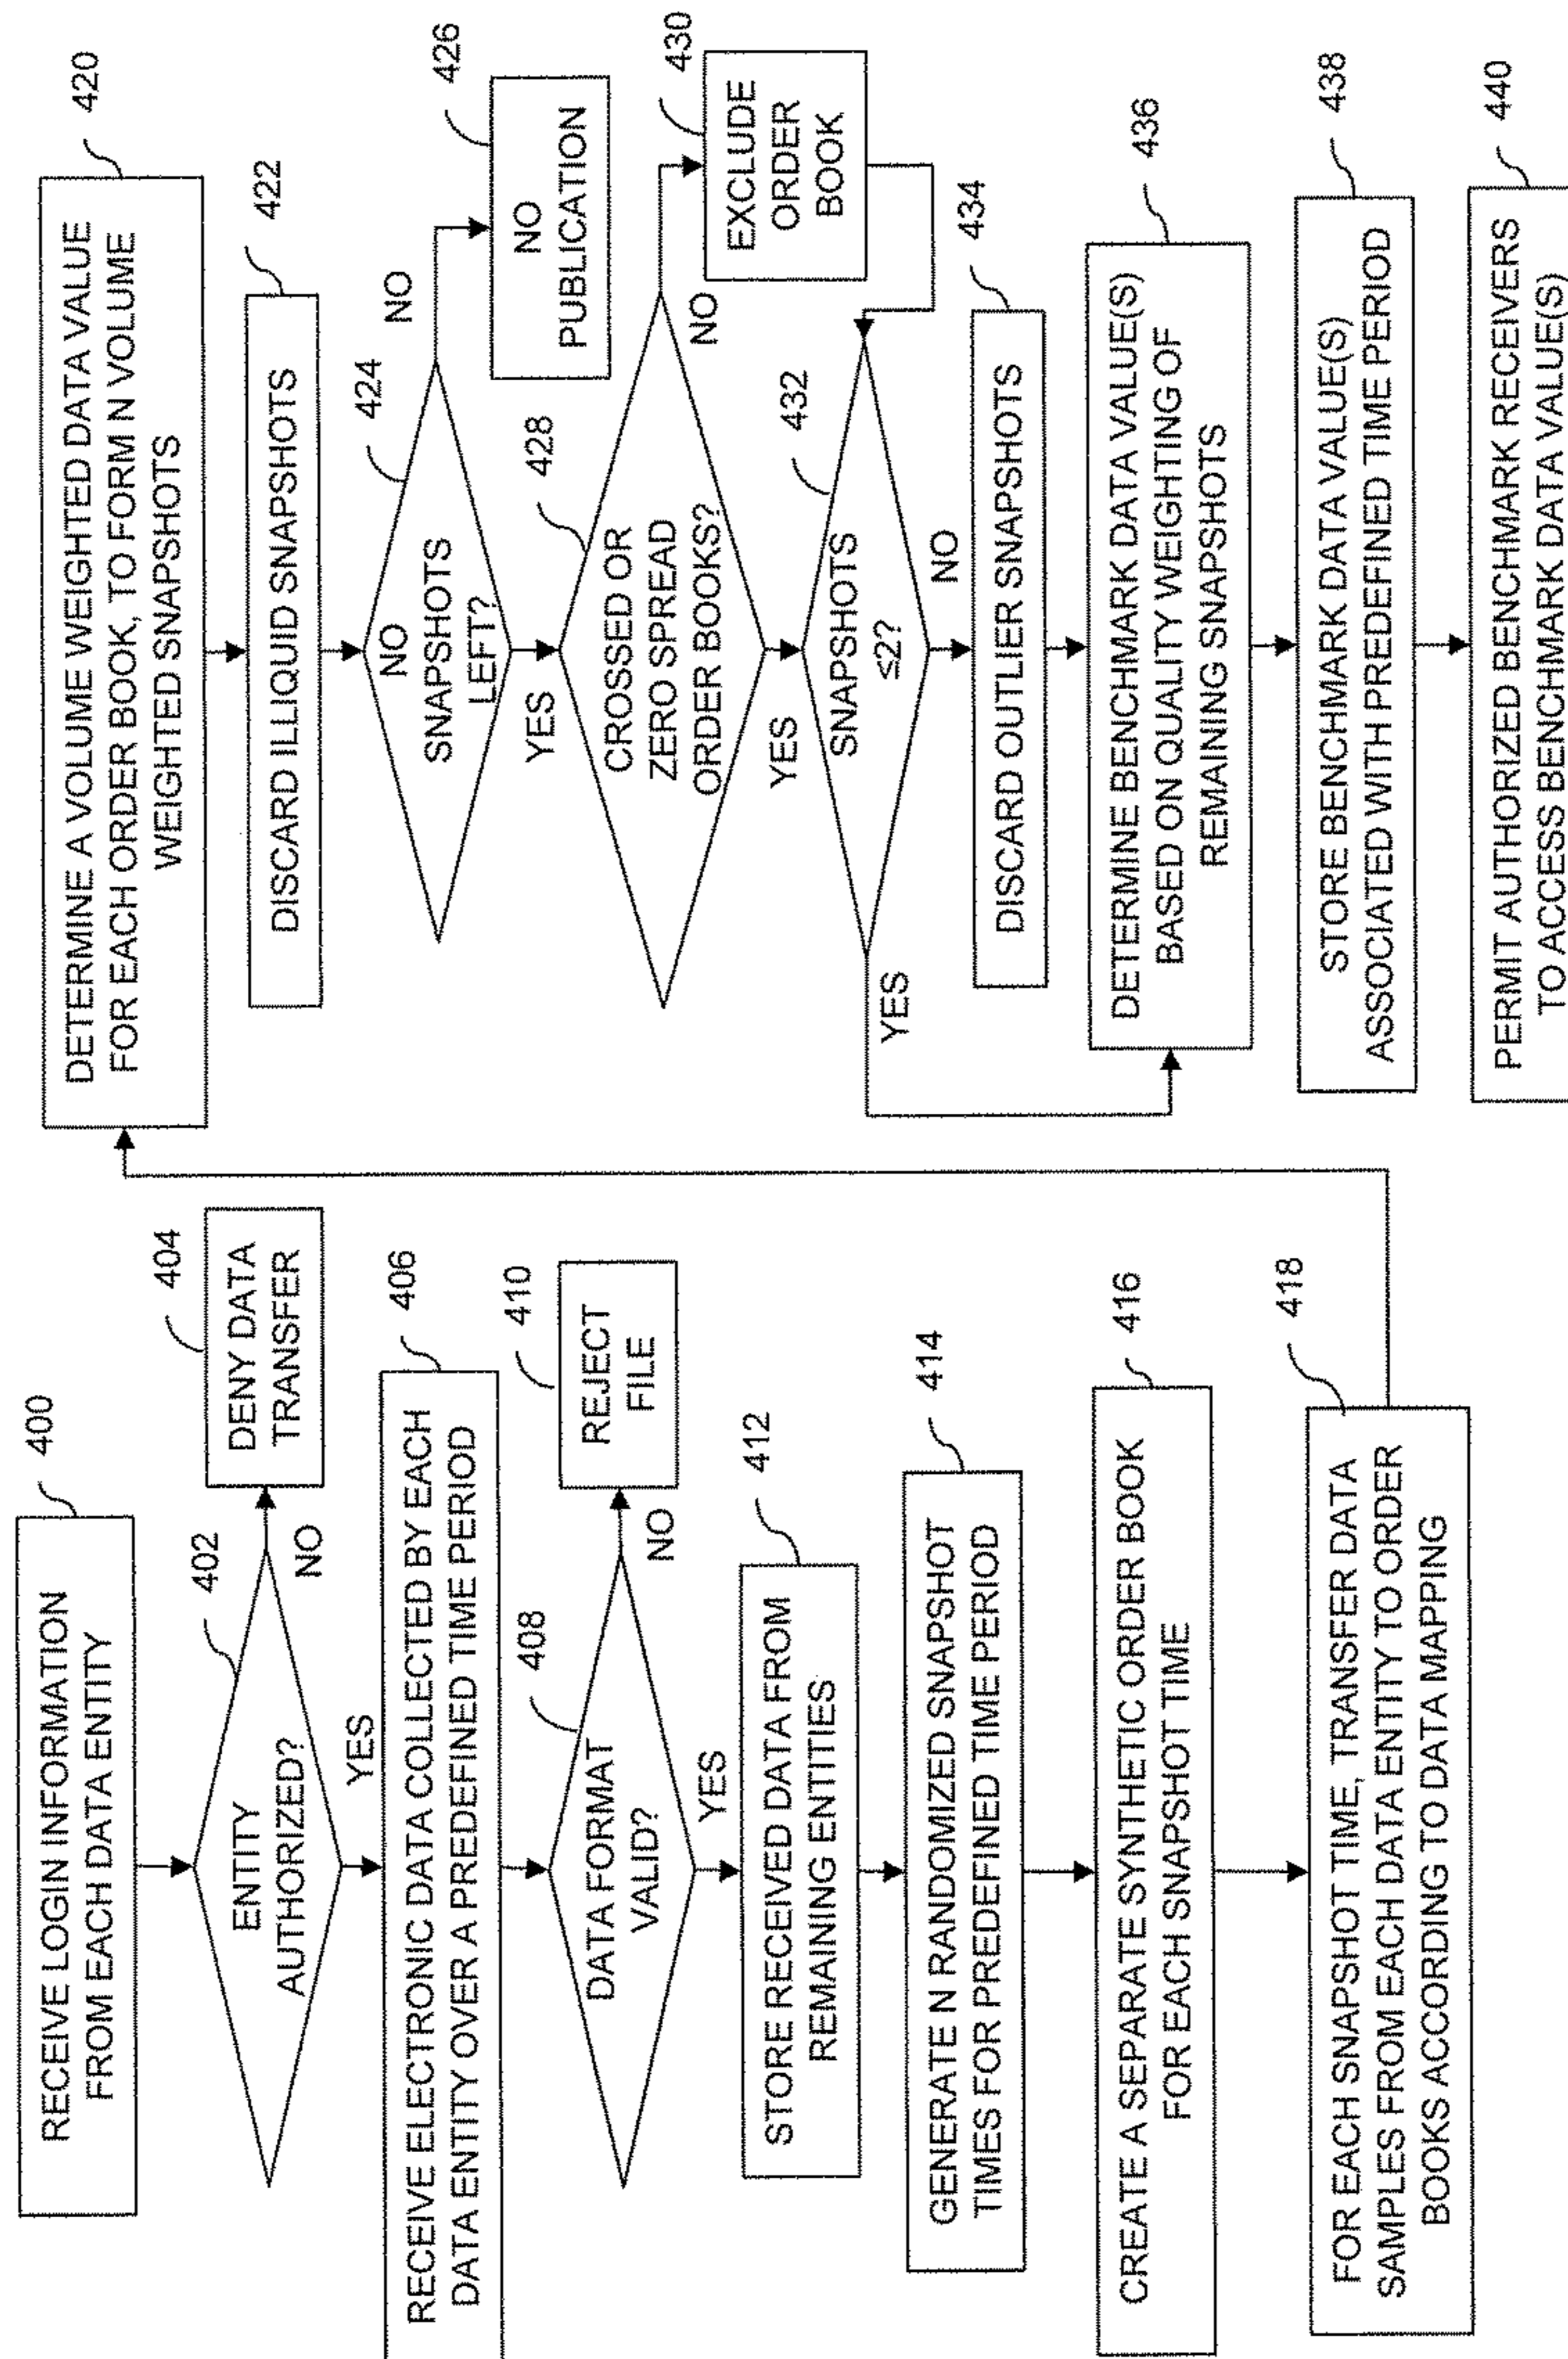 400
RECEIVE LOGIN INFORMATION
FROM EACH DATA ENTITY
402
ENTITY
AUTHORIZED?
NO
404
DENY DATA
TRANSFER
YES
406
RECEIVE ELECTRONIC DATA COLLECTED BY EACH
DATA ENTITY OVER A PREDEFINED TIME PERIOD
408
DATA FORMAT
VALID?
NO
410
REJECT
FILE
YES
412
STORE RECEIVED DATA FROM
REMAINING ENTITIES
414
GENERATE N RANDOMIZED SNAPSHOT
TIMES FOR PREDEFINED TIME PERIOD
416
CREATE A SEPARATE SYNTHETIC ORDER BOOK
FOR EACH SNAPSHOT TIME
418
FOR EACH SNAPSHOT TIME, TRANSFER DATA
SAMPLES FROM EACH DATA ENTITY TO ORDER
BOOKS ACCORDING TO DATA MAPPING
420
DETERMINE A VOLUME WEIGHTED DATA VALUE
FOR EACH ORDER BOOK, TO FORM N VOLUME
WEIGHTED SNAPSHOTS
422
DISCARD ILLIQUID SNAPSHOTS
424
NO
SNAPSHOTS
LEFT?
NO
426
NO
PUBLICATION
YES
428
CROSSED OR
ZERO SPREAD
ORDER BOOKS?
NO
430
EXCLUDE
ORDER
BOOK
YES
432
SNAPSHOTS
≤2?
YES
NO
434
DISCARD OUTLIER SNAPSHOTS
436
DETERMINE BENCHMARK DATA VALUE(S)
BASED ON QUALITY WEIGHTING OF
REMAINING SNAPSHOTS
438
STORE BENCHMARK DATA VALUE(S)
ASSOCIATED WITH PREDEFINED TIME PERIOD
440
PERMIT AUTHORIZED BENCHMARK RECEIVERS
TO ACCESS BENCHMARK DATA VALUE(S)